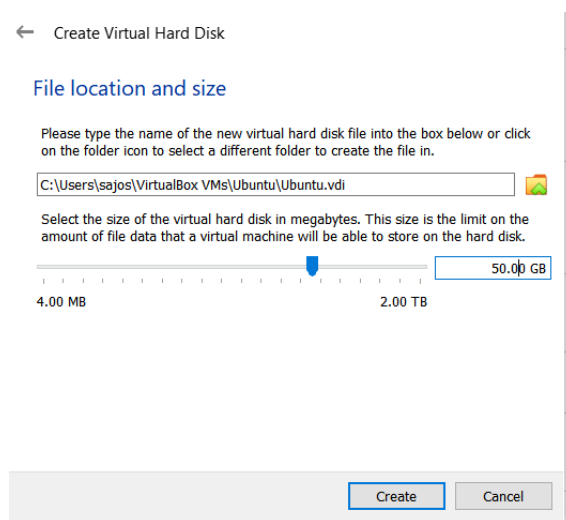 Create Virtual Hard Disk
File location and size
Please type the name of the new virtual hard disk file into the box below or click
on the folder icon to select a different folder to create the file in.
C:\Users\sajos\VirtualBox VMs\Ubuntu\Ubuntu.vdi
Select the size of the virtual hard disk in megabytes. This size is the limit on the
amount of file data that a virtual machine will be able to store on the hard disk.
50.00 GB
4.00 MB 2.00 TB
Create Cancel